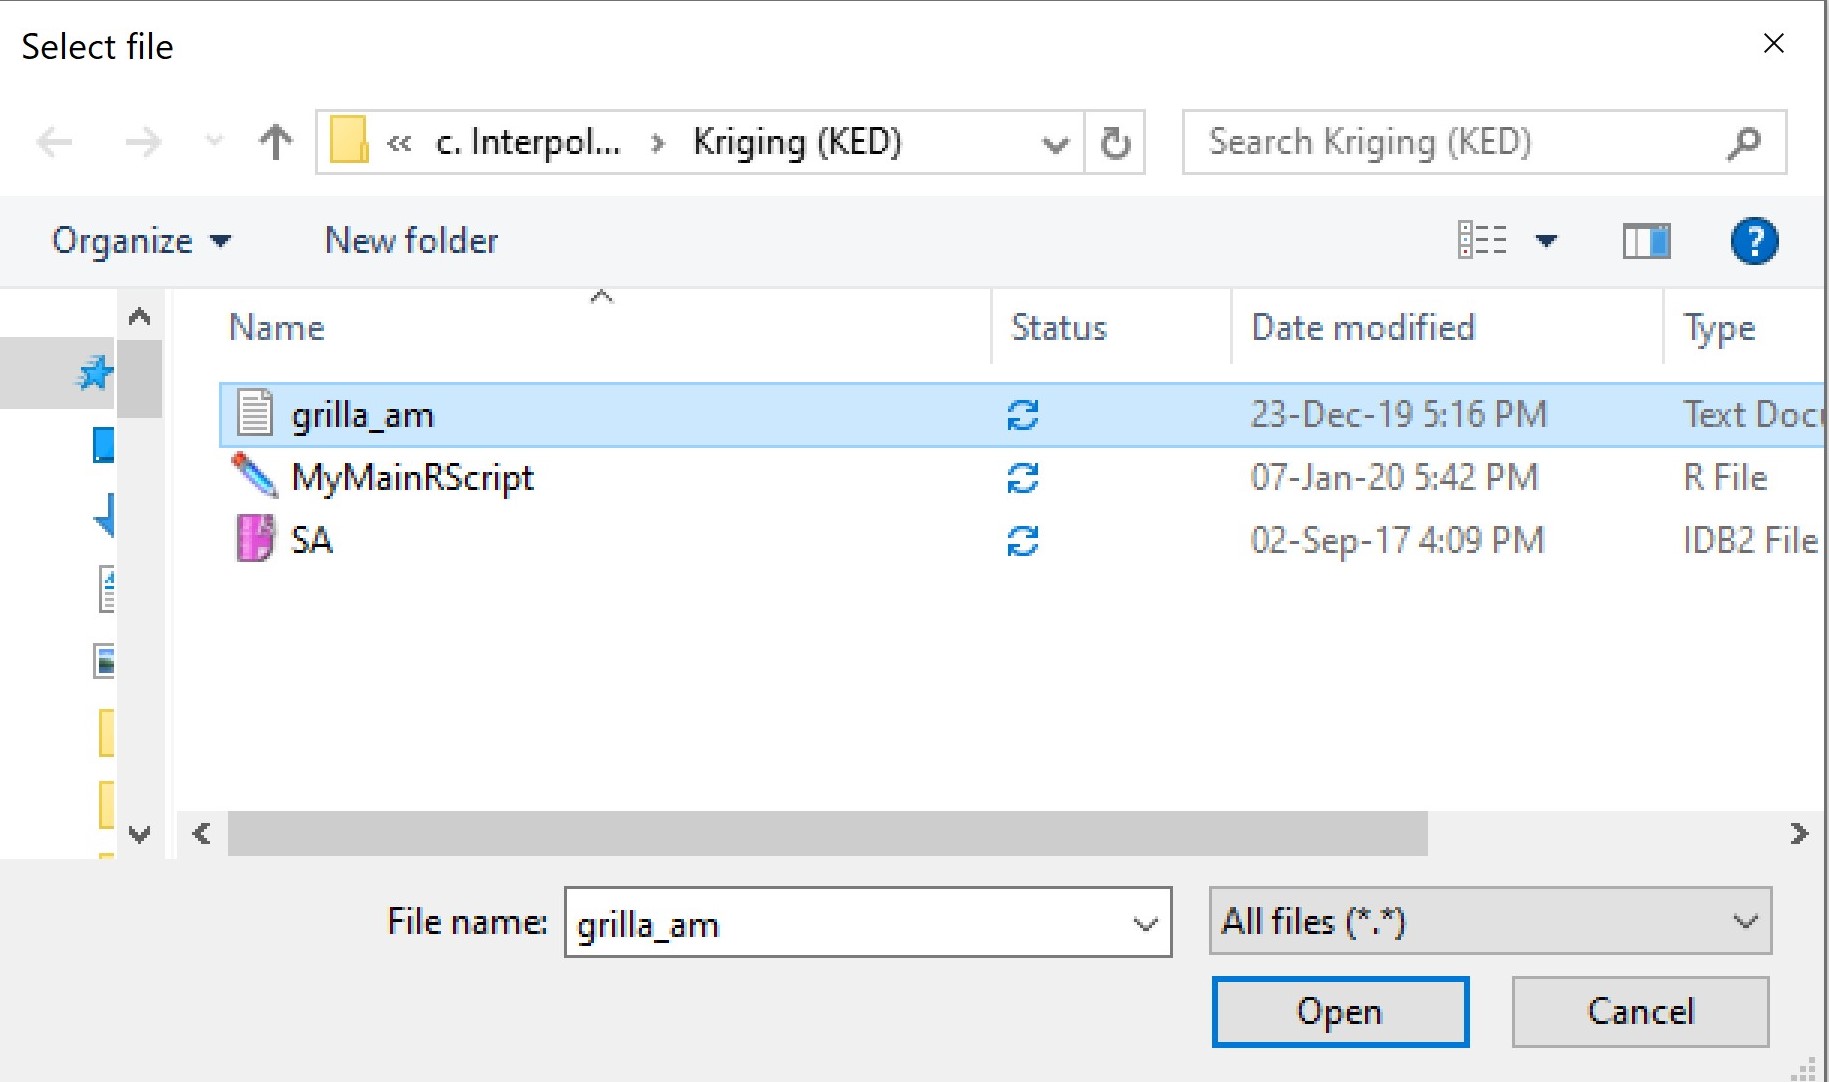 Select file
« c. Interpol... > Kriging (KED)
Search Kriging (KED)
Organize
New folder
?
Name
Status
Date modified
Type
grilla_am
23-Dec-19 5:16 PM
Text Doc
MyMainRScript
07-Jan-20 5:42 PM
R File
SA
02-Sep-17 4:09 PM
IDB2 File
File name:
grilla_am
All files (*.*)
Open
Cancel